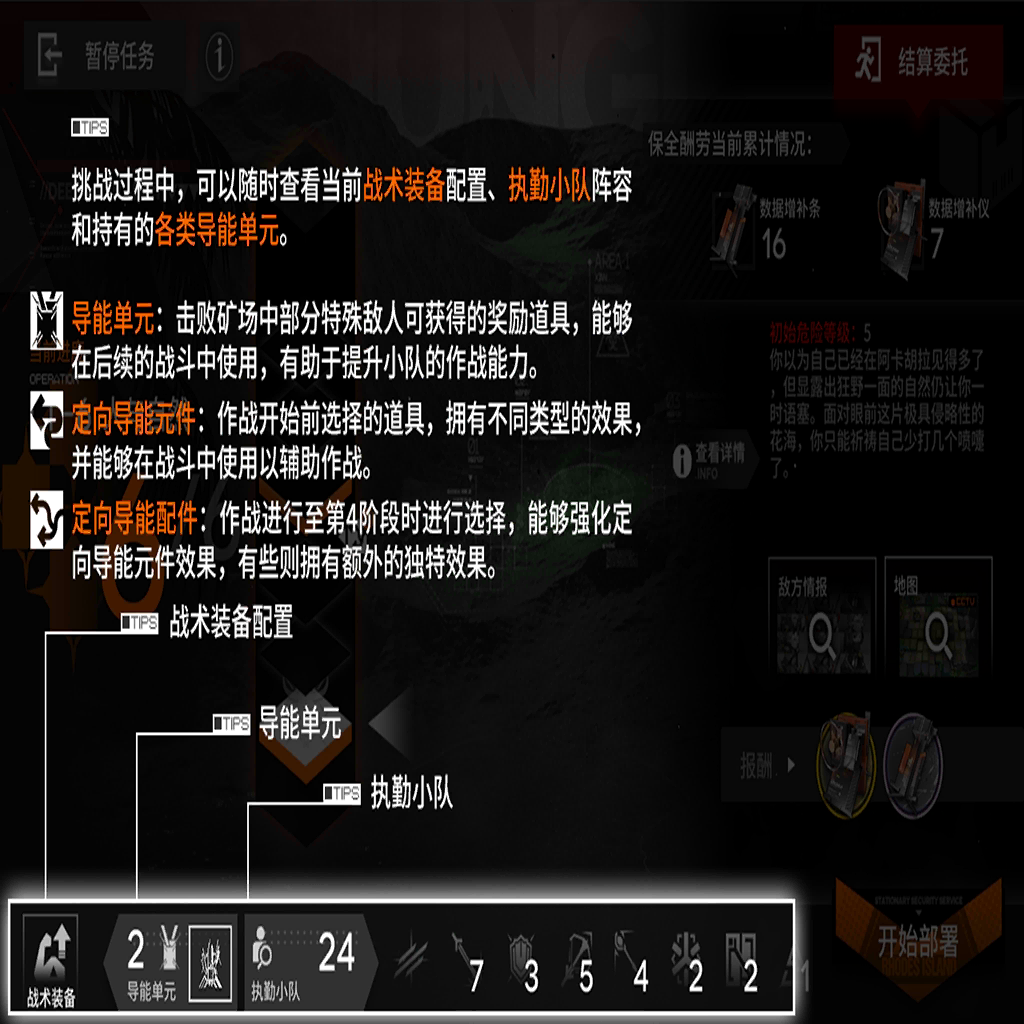 暂停任务
结算委托
TIPS
保全酬劳当前累计情况：
挑战过程中，可以随时查看当前战术装备配置、执勤小队阵容
和持有的各类导能单元。
数据增补条
16
数据增补仪
7
AREA-1
导能单元：击败矿场中部分特殊敌人可获得的奖励道具，能够
在后续的战斗中使用，有助于提升小队的作战能力。
初始危险等级：5
你以为自己已经在阿卡胡拉见得多了
，但显露出狂野一面的自然仍让你一
时语塞。面对眼前这片极具侵略性的
花海，你只能祈祷自己少打几个喷嚏
了。
OPERATION
定向导能元件：作战开始前选择的道具，拥有不同类型的效果，
并能够在战斗中使用以辅助作战。
查看详情
INFO
定向导能配件：作战进行至第4阶段时进行选择，能够强化定
向导能元件效果，有些则拥有额外的独特效果。
敌方情报
地图
CCTV
TIPS 战术装备配置
TIPS 导能单元
TIPS 执勤小队
报酬
STATIONARY SECURITY SERVICE
开始部署
RHODES ISLAND
战术装备
2
导能单元
24
执勤小队
7
3
5
4
2
2
1